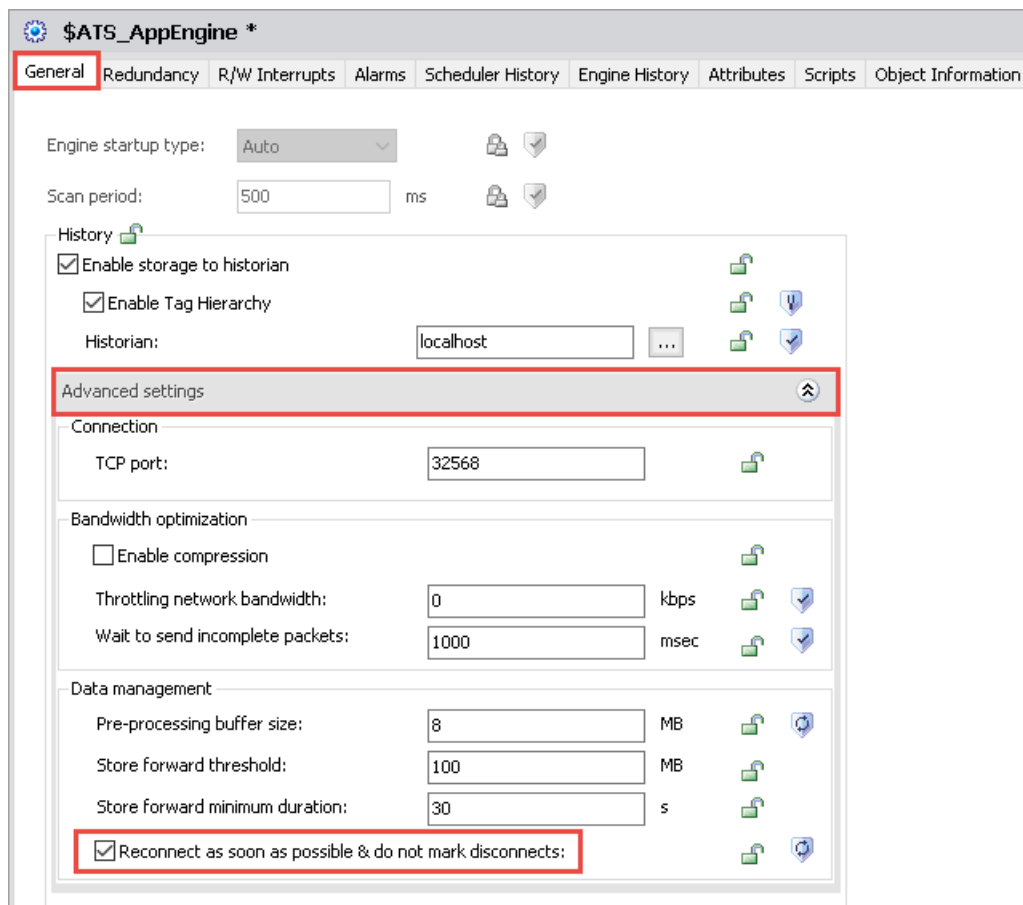 $ATS_AppEngine *
General Redundancy R/W Interrupts Alarms Scheduler History Engine History Attributes Scripts Object Information
Engine startup type: Auto
Scan period: 500 ms
History
Enable storage to historian
Enable Tag Hierarchy
Historian: localhost ...
Advanced settings
Connection
TCP port: 32568
Bandwidth optimization
Enable compression
Throttling network bandwidth: 0 kbps
Wait to send incomplete packets: 1000 msec
Data management
Pre-processing buffer size: 8 MB
Store forward threshold: 100 MB
Store forward minimum duration: 30 s
Reconnect as soon as possible & do not mark disconnects: